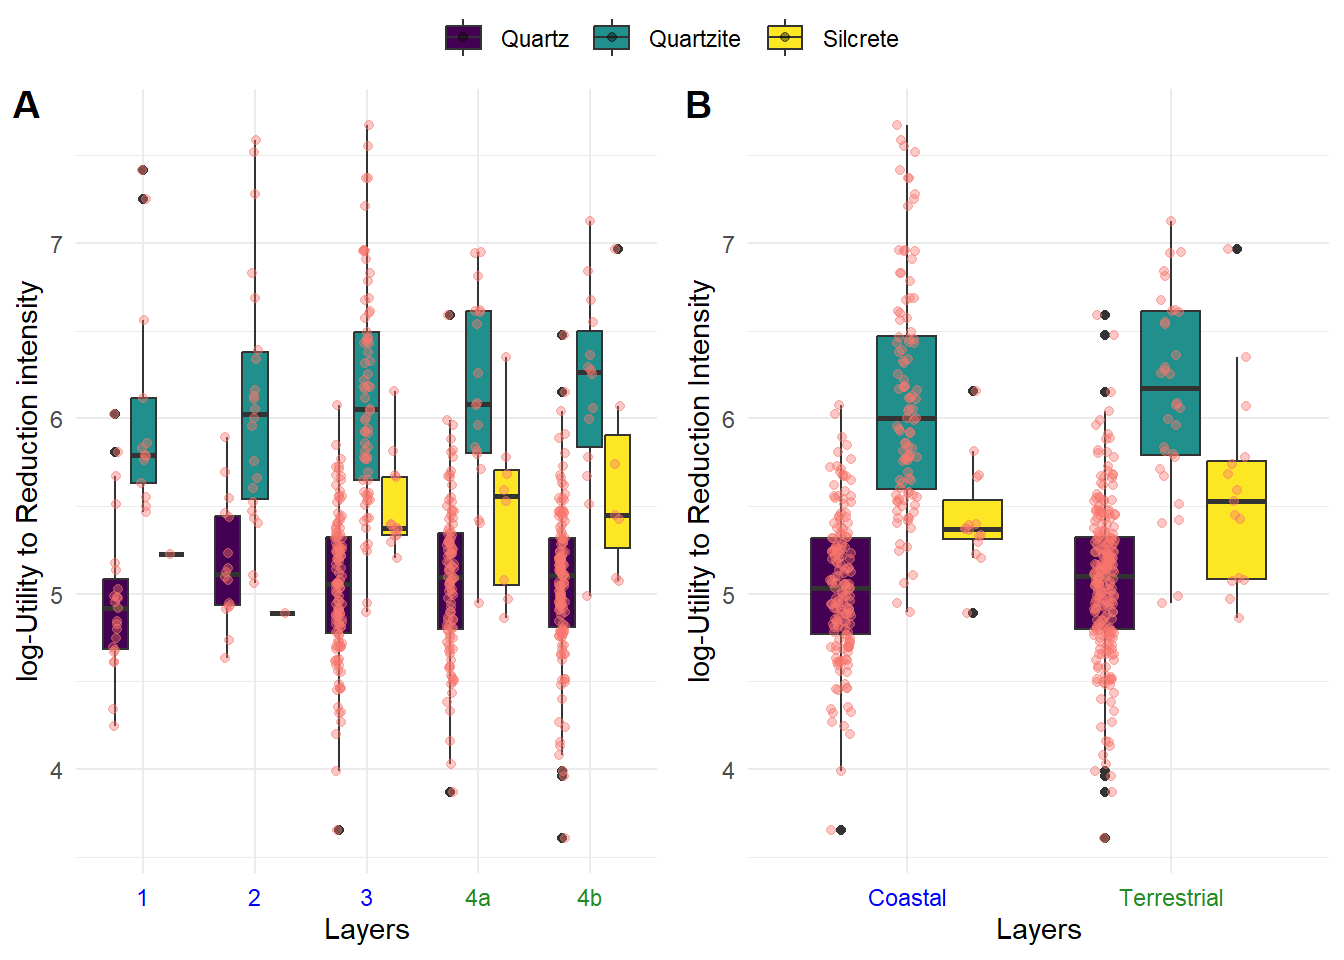 Quartz Quartzite Silcrete
A
B
log-Utility to Reduction intensity
7
6
5
4
1 2 3 4a 4b
Layers
log-Utility to Reduction Intensity
7
6
5
4
Coastal Terrestrial
Layers